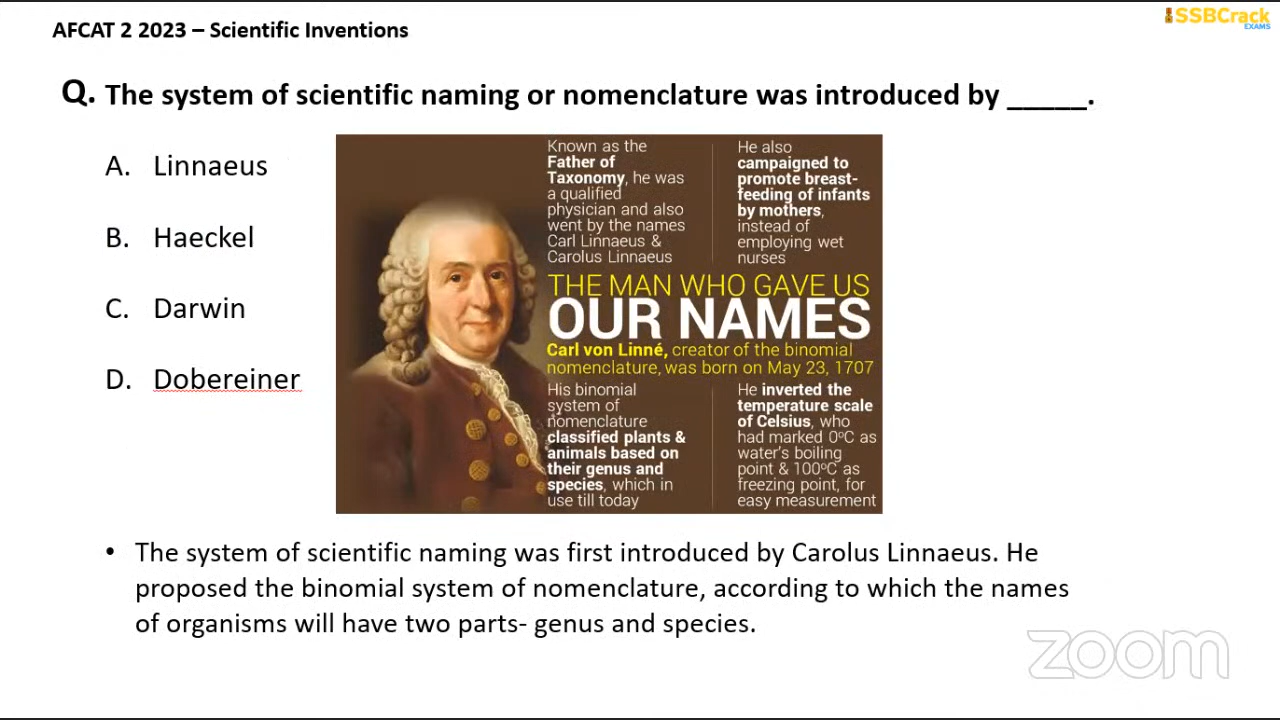 AFCAT 2 2023 – Scientific Inventions
SSBCrack
EXAMS
Q. The system of scientific naming or nomenclature was introduced by _____.
A. Linnaeus
B. Haeckel
C. Darwin
D. Dobereiner
Known as the
Father of
Taxonomy, he was
a qualified
physician and also
went by the names
Carl Linnaeus &
Carolus Linnaeus
He also
campaigned to
promote breast-
feeding of infants
by mothers,
instead of
employing wet
nurses
THE MAN WHO GAVE US
OUR NAMES
Carl von Linné, creator of the binomial
nomenclature, was born on May 23, 1707
His binomial
system of
nomenclature
classified plants &
animals based on
their genus and
species, which in
use till today
He inverted the
temperature scale
of Celsius, who
had marked 0ºC as
water's boiling
point & 100ºC as
freezing point, for
easy measurement
• The system of scientific naming was first introduced by Carolus Linnaeus. He
proposed the binomial system of nomenclature, according to which the names
of organisms will have two parts- genus and species.
zoom